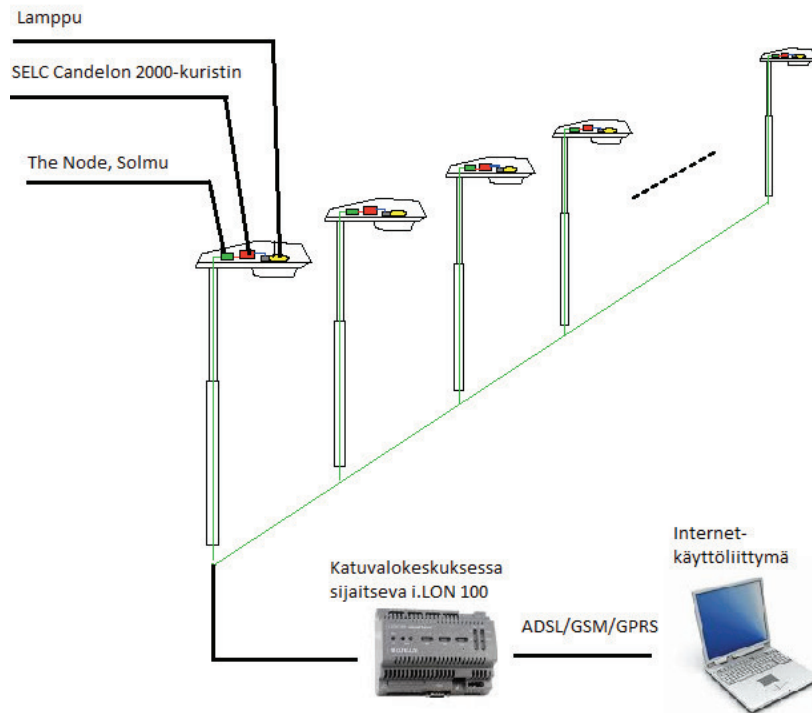 Lamppu
SELC Candelon 2000-kuristin
The Node, Solmu
Internet-
käyttöliittymä
Katuvalokeskuksessa
sijaitseva i.LON 100
ADSL/GSM/GPRS